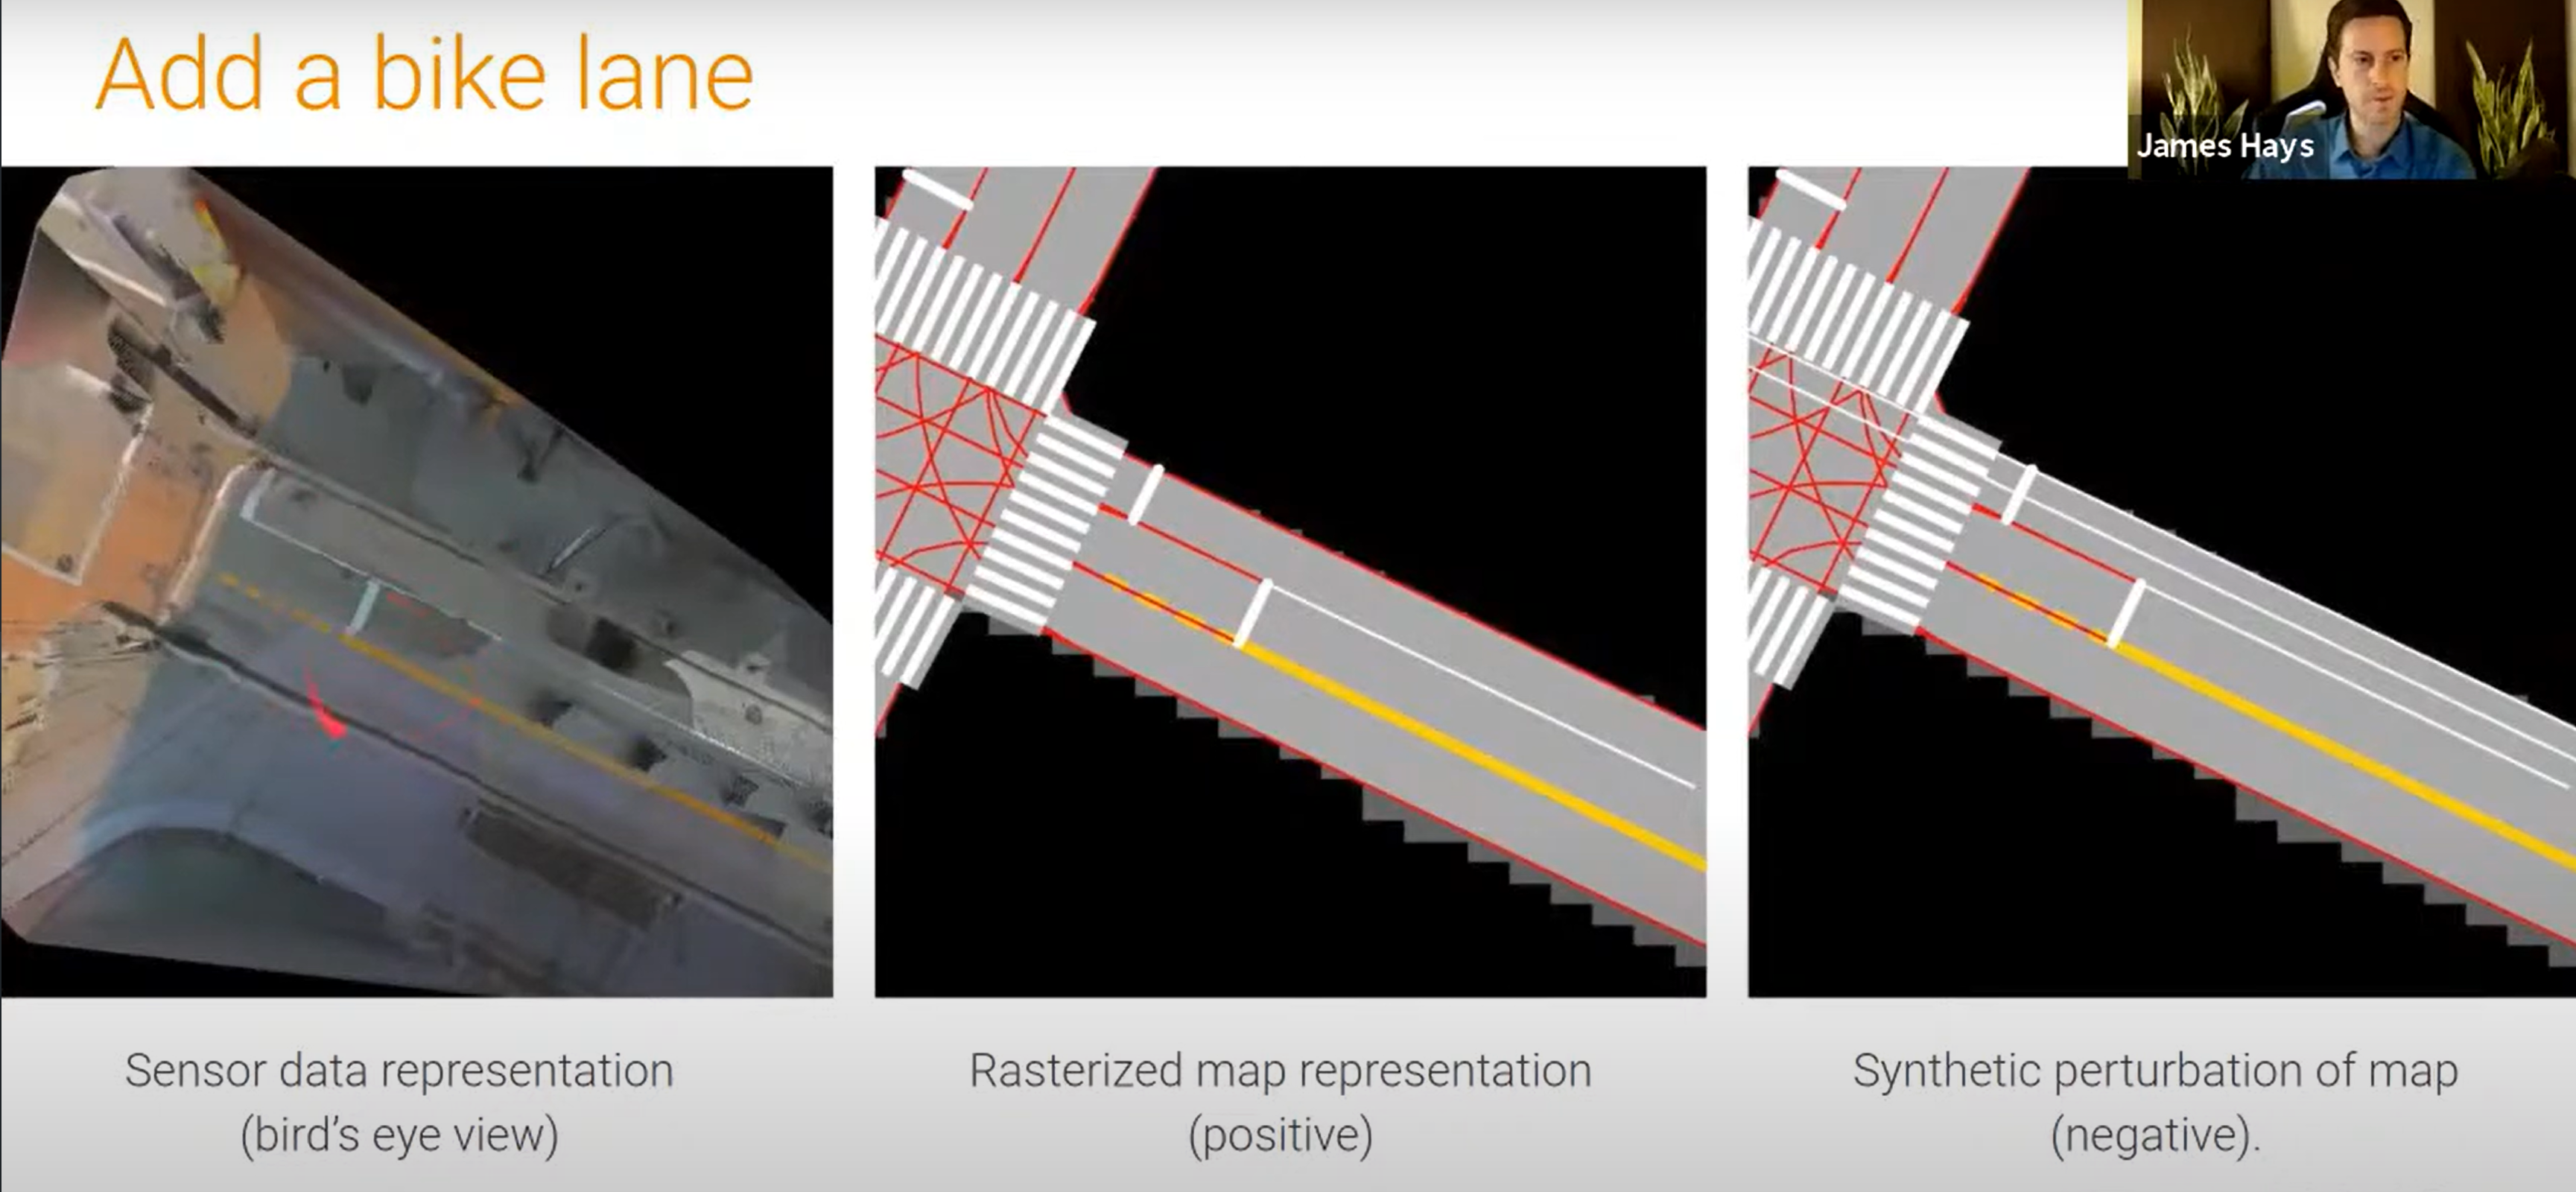 Add a bike lane
James Hays
Sensor data representation
(bird's eye view)
Rasterized map representation
(positive)
Synthetic perturbation of map
(negative).